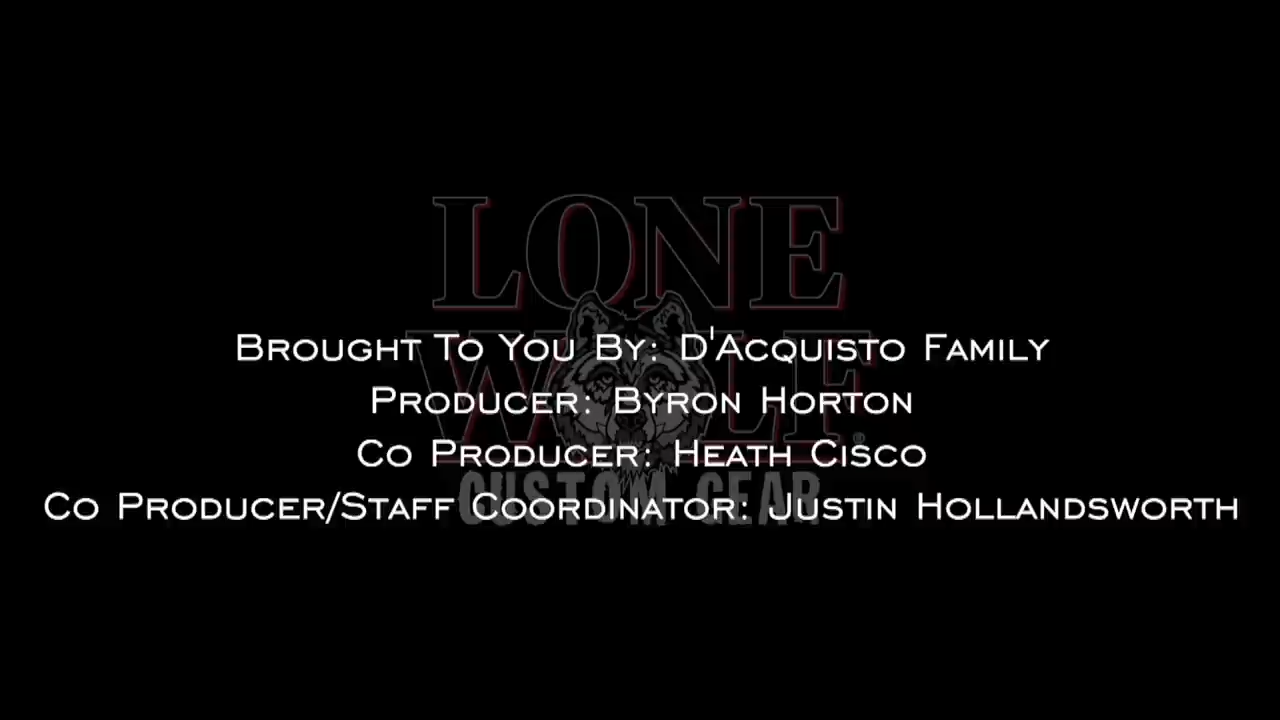 LONE
WOLF®
CUSTOM GEAR
Brought To You By: D'Acquisto Family
Producer: Byron Horton
Co Producer: Heath Cisco
Co Producer/Staff Coordinator: Justin Hollandsworth